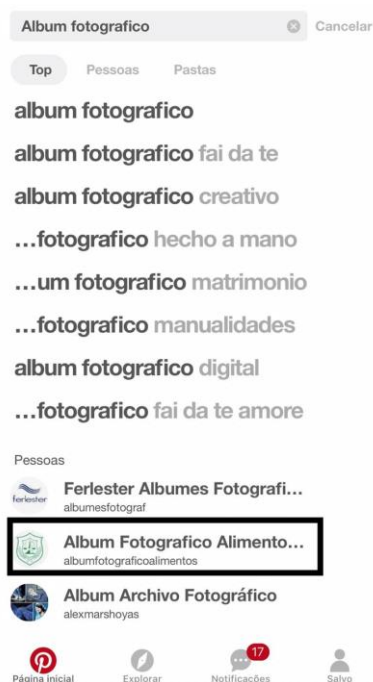 Album fotografico Cancelar
Top Pessoas Pastas
album fotografico
album fotografico fai da te
album fotografico creativo
...fotografico hecho a mano
...um fotografico matrimonio
...fotografico manualidades
album fotografico digital
...fotografico fai da te amore
Pessoas
ferlester
Ferlester Albumes Fotografi...
albumesfotograf
Album Fotografico Alimento...
albumfotograficoalimentos
Album Archivo Fotográfico
alexmarshoyas
17
Página inicial Explorar Notificações Salvo